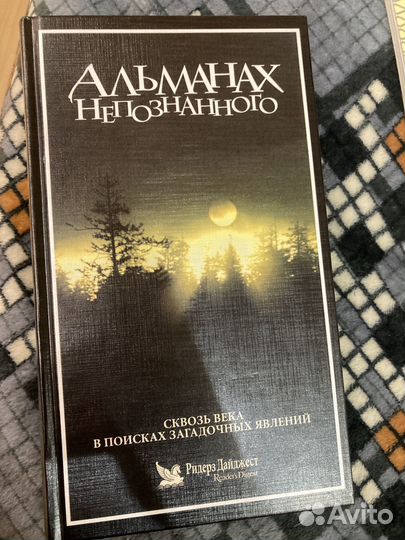 АЛЬМАНАХ
НЕПОЗНАННОГО
СКВОЗЬ ВЕКА
В ПОИСКАХ ЗАГАДОЧНЫХ ЯВЛЕНИЙ
Ридерз Дайджест
Reader's Digest
Avito